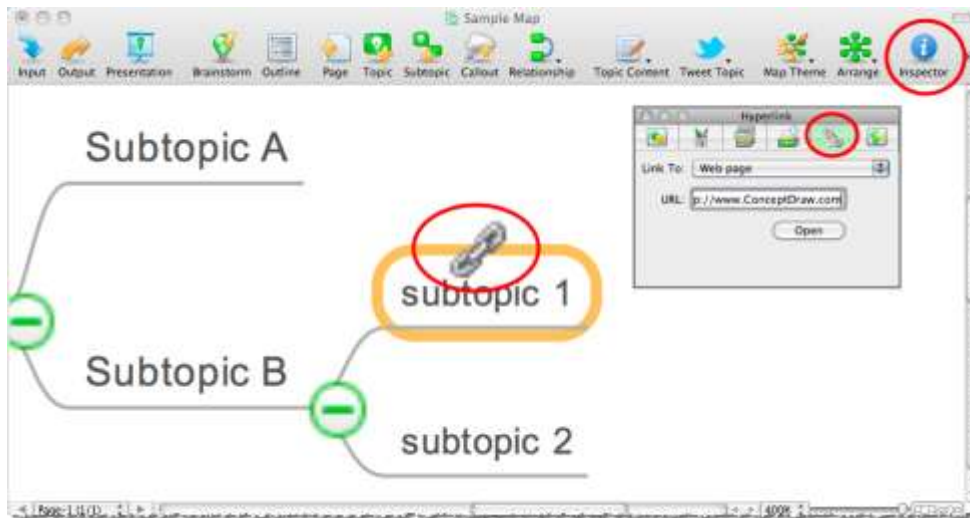 Sample Map
Input Output Presentation Brainstorm Outline Page Topic Subtopic Callout Relationship Topic Content Tweet Topic Map Theme Arrange Inspector
Hyperlink
Link To: Web page
URL: p://www.ConceptDraw.com
Open
Subtopic A
subtopic 1
Subtopic B
subtopic 2
400%